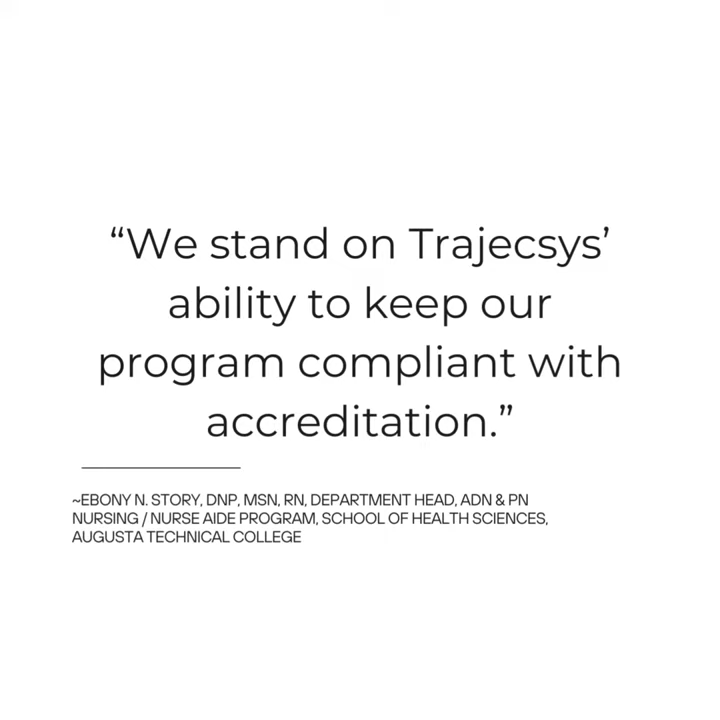 “We stand on Trajecsys’
ability to keep our
program compliant with
accreditation.”
~EBONY N. STORY, DNP, MSN, RN, DEPARTMENT HEAD, ADN & PN
NURSING / NURSE AIDE PROGRAM, SCHOOL OF HEALTH SCIENCES,
AUGUSTA TECHNICAL COLLEGE